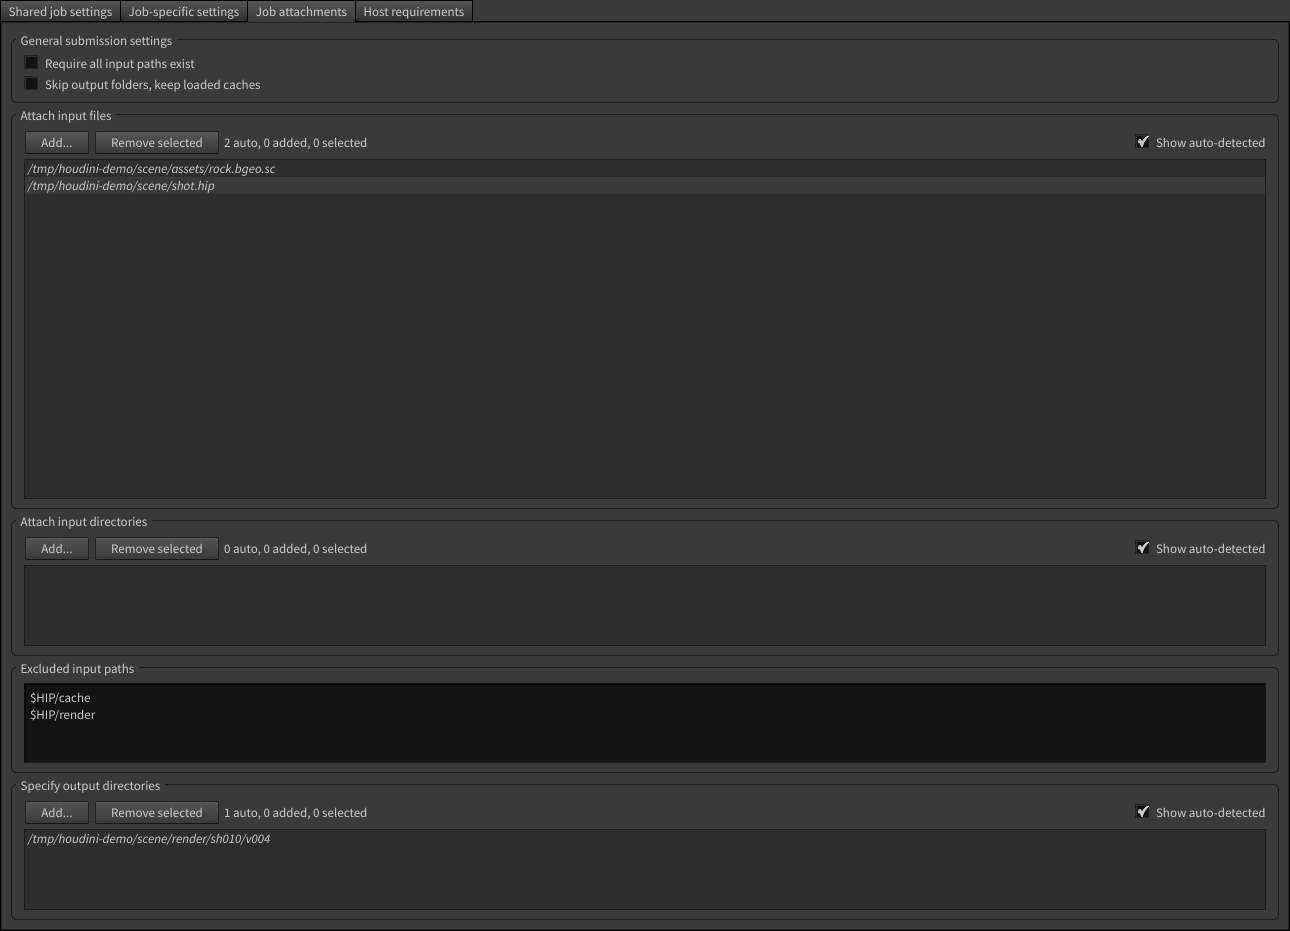 Shared job settings
Job-specific settings
Job attachments
Host requirements
General submission settings
Require all input paths exist
Skip output folders, keep loaded caches
Attach input files
Add...
Remove selected
2 auto, 0 added, 0 selected
Show auto-detected
/tmp/houdini-demo/scene/assets/rock.bgeo.sc
/tmp/houdini-demo/scene/shot.hip
Attach input directories
Add...
Remove selected
0 auto, 0 added, 0 selected
Show auto-detected
Excluded input paths
$HIP/cache
$HIP/render
Specify output directories
Add...
Remove selected
1 auto, 0 added, 0 selected
Show auto-detected
/tmp/houdini-demo/scene/render/sh010/v004